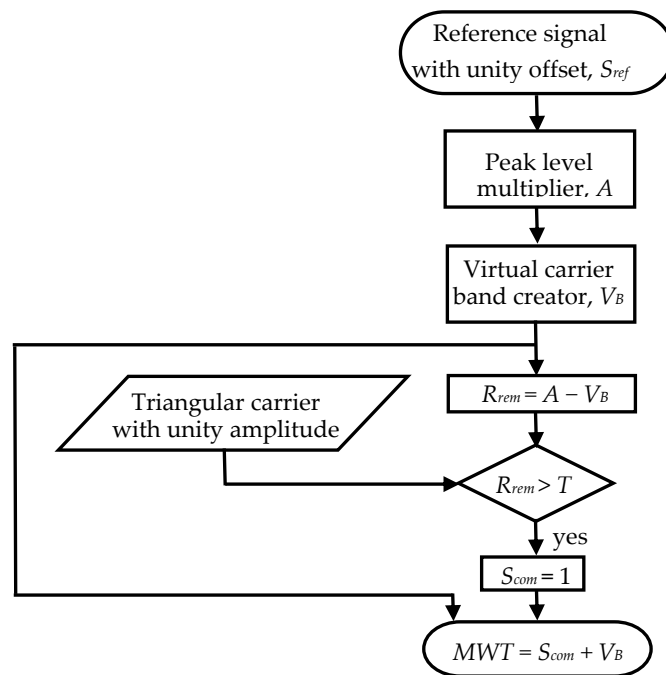 Reference signal
with unity offset, Sref
Peak level
multiplier, A
Virtual carrier
band creator, VB
Rrem = A − VB
Triangular carrier
with unity amplitude
Rrem > T
yes
Scom = 1
MWT = Scom + VB